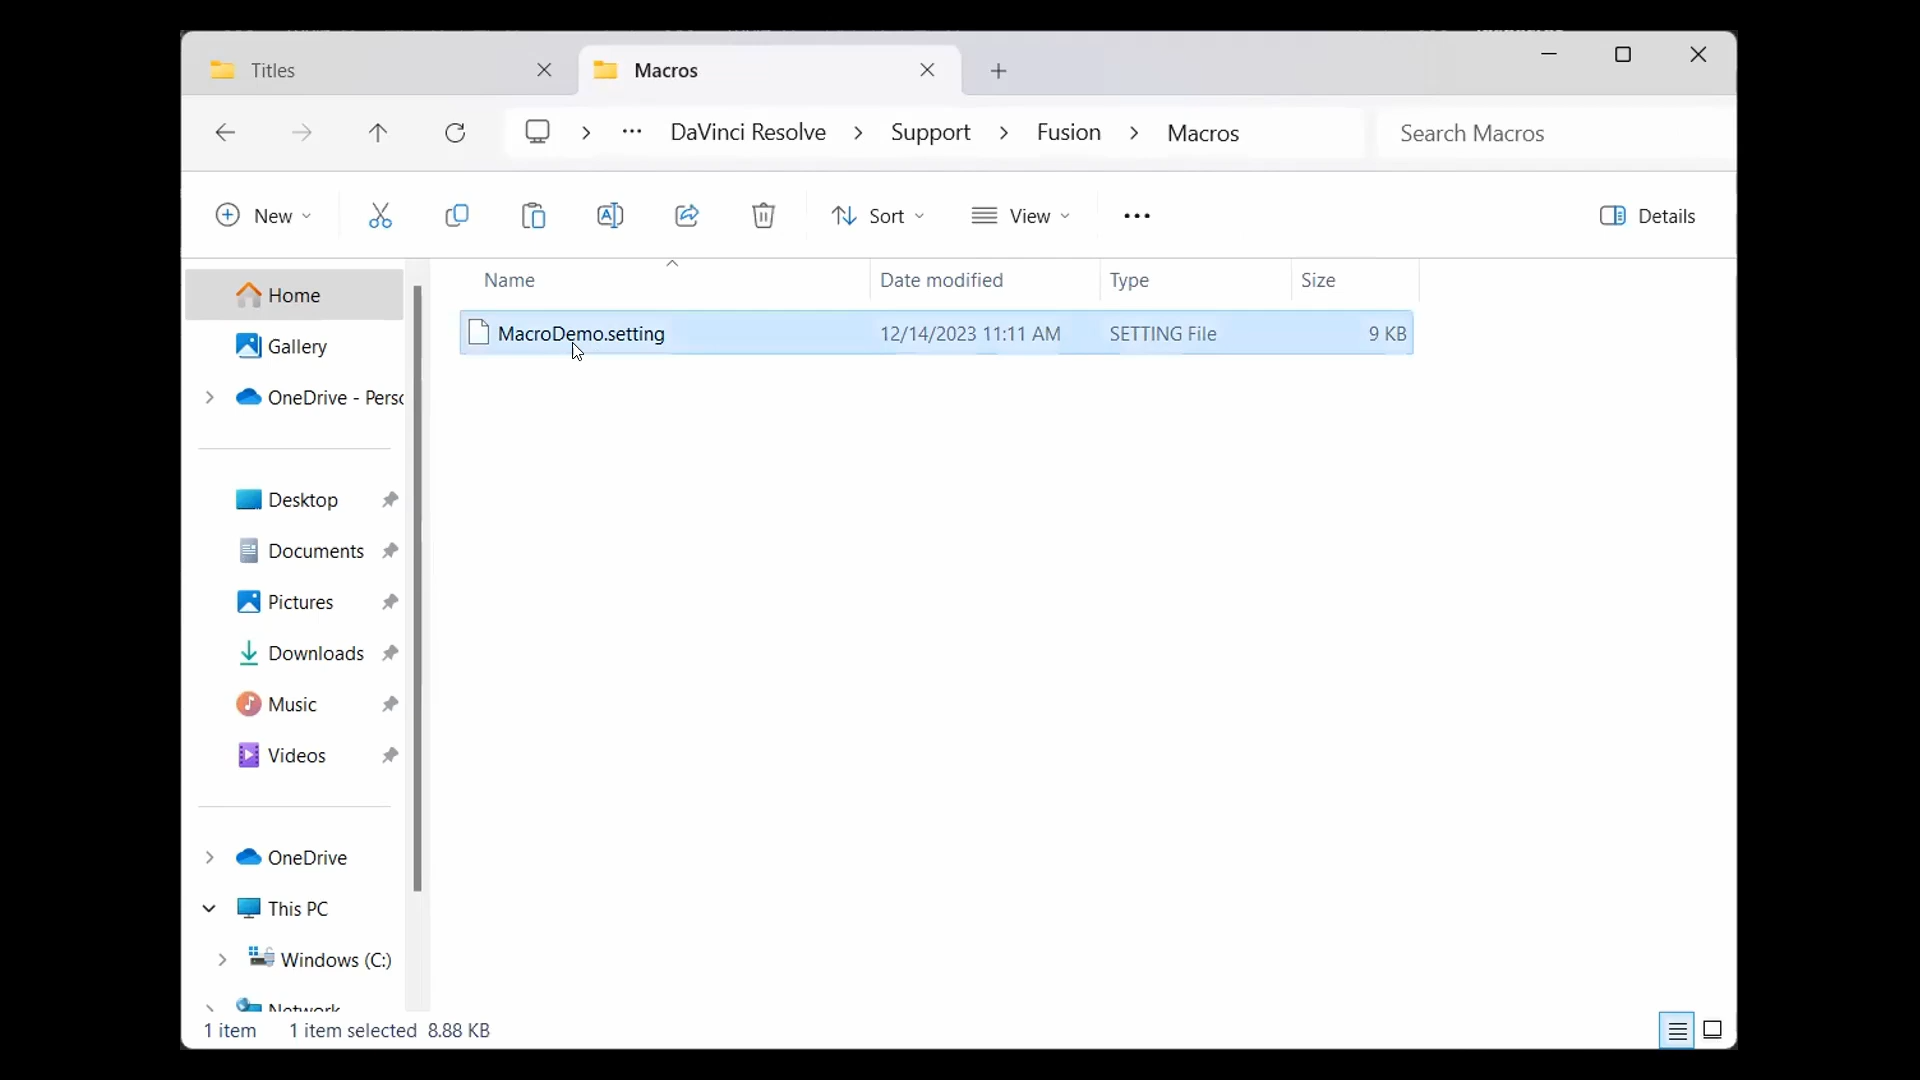 Titles
Macros
DaVinci Resolve
Support
Fusion
Macros
Search Macros
New
Sort
View
Details
Name
Date modified
Type
Size
MacroDemo.setting
12/14/2023 11:11 AM
SETTING File
9 KB
Home
Gallery
OneDrive - Perso
Desktop
Documents
Pictures
Downloads
Music
Videos
OneDrive
This PC
Windows (C:)
Network
1 item
1 item selected 8.88 KB